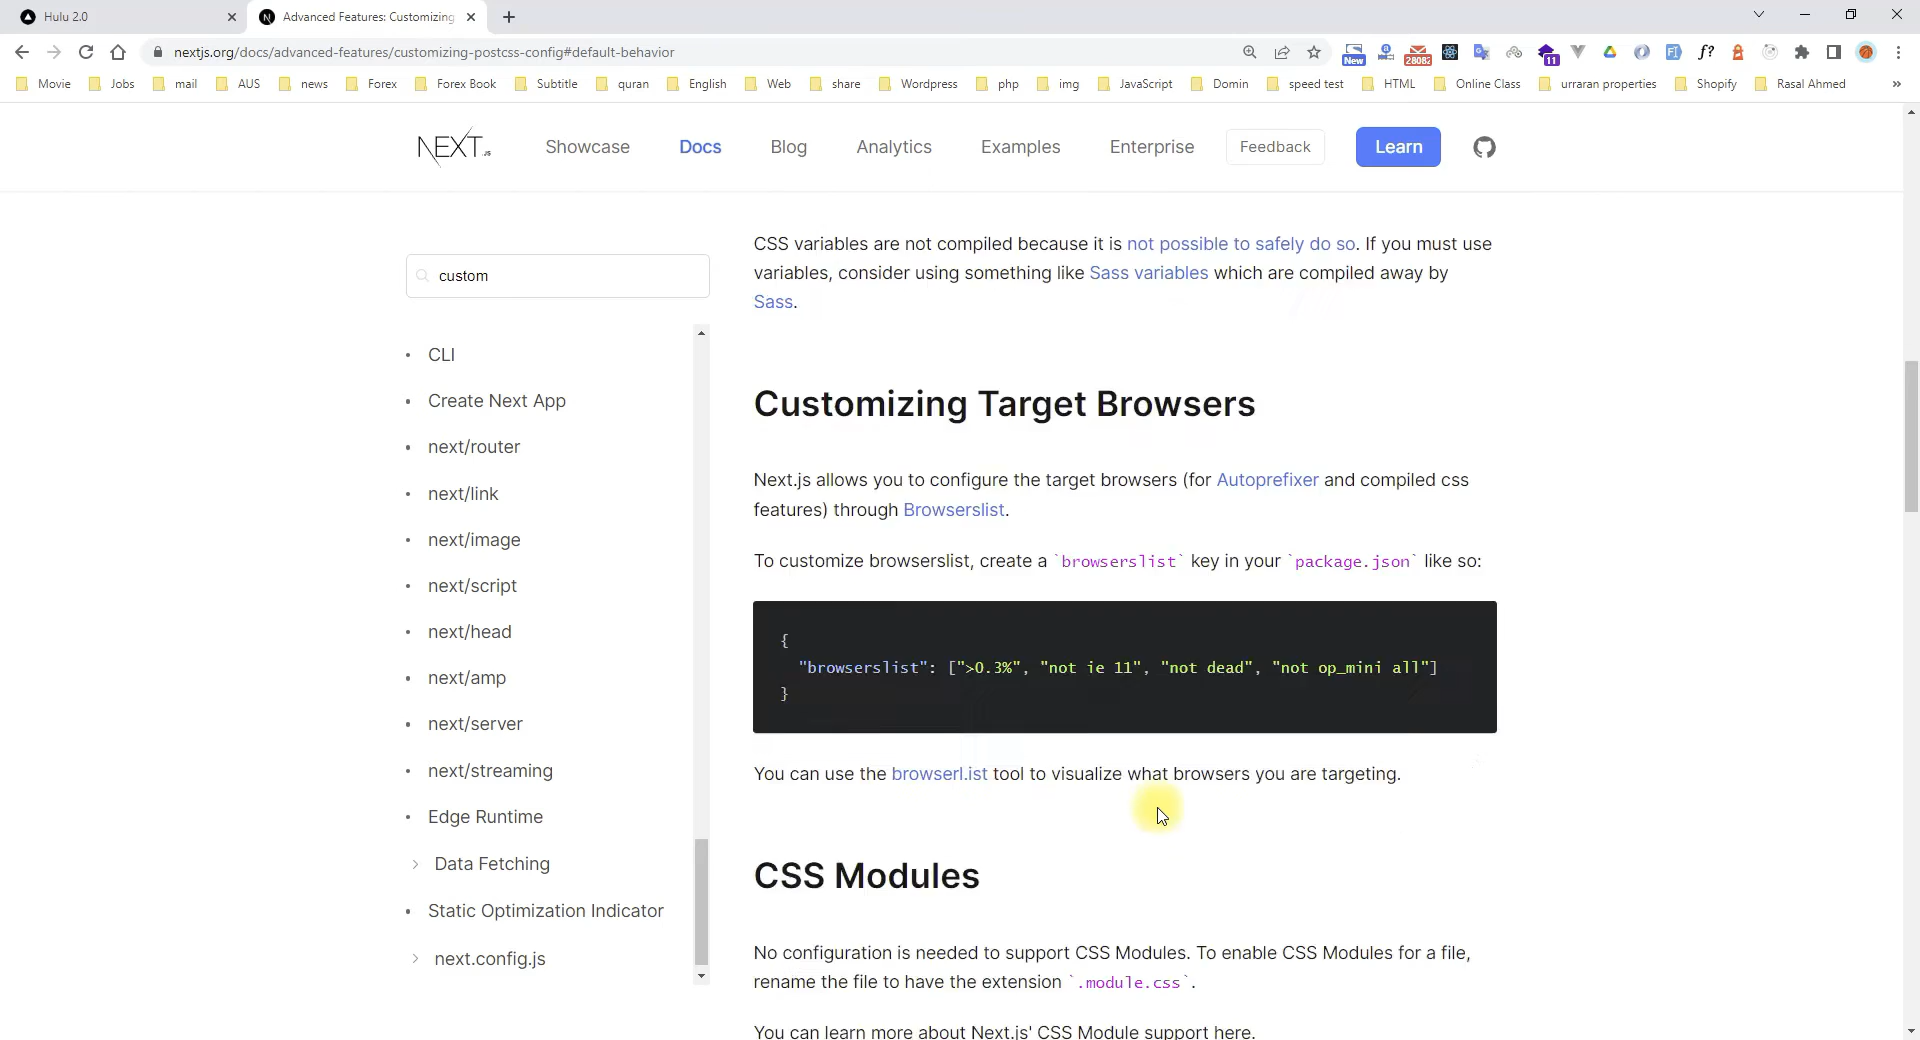 Hulu 2.0
Advanced Features: Customizing
nextjs.org/docs/advanced-features/customizing-postcss-config#default-behavior
New
28082
11
f?
Movie
Jobs
mail
AUS
news
Forex
Forex Book
Subtitle
quran
English
Web
share
Wordpress
php
img
JavaScript
Domin
speed test
HTML
Online Class
urraran properties
Shopify
Rasal Ahmed
»
NEXT.JS
Showcase
Docs
Blog
Analytics
Examples
Enterprise
Feedback
Learn
custom
CLI
Create Next App
next/router
next/link
next/image
next/script
next/head
next/amp
next/server
next/streaming
Edge Runtime
Data Fetching
Static Optimization Indicator
next.config.js
CSS variables are not compiled because it is not possible to safely do so. If you must use
variables, consider using something like Sass variables which are compiled away by
Sass.
Customizing Target Browsers
Next.js allows you to configure the target browsers (for Autoprefixer and compiled css
features) through Browserslist.
To customize browserslist, create a `browserslist` key in your `package.json` like so:
{
"browserslist": [">0.3%", "not ie 11", "not dead", "not op_mini all"]
}
You can use the browserl.ist tool to visualize what browsers you are targeting.
CSS Modules
No configuration is needed to support CSS Modules. To enable CSS Modules for a file,
rename the file to have the extension `.module.css`.
You can learn more about Next.js' CSS Module support here.